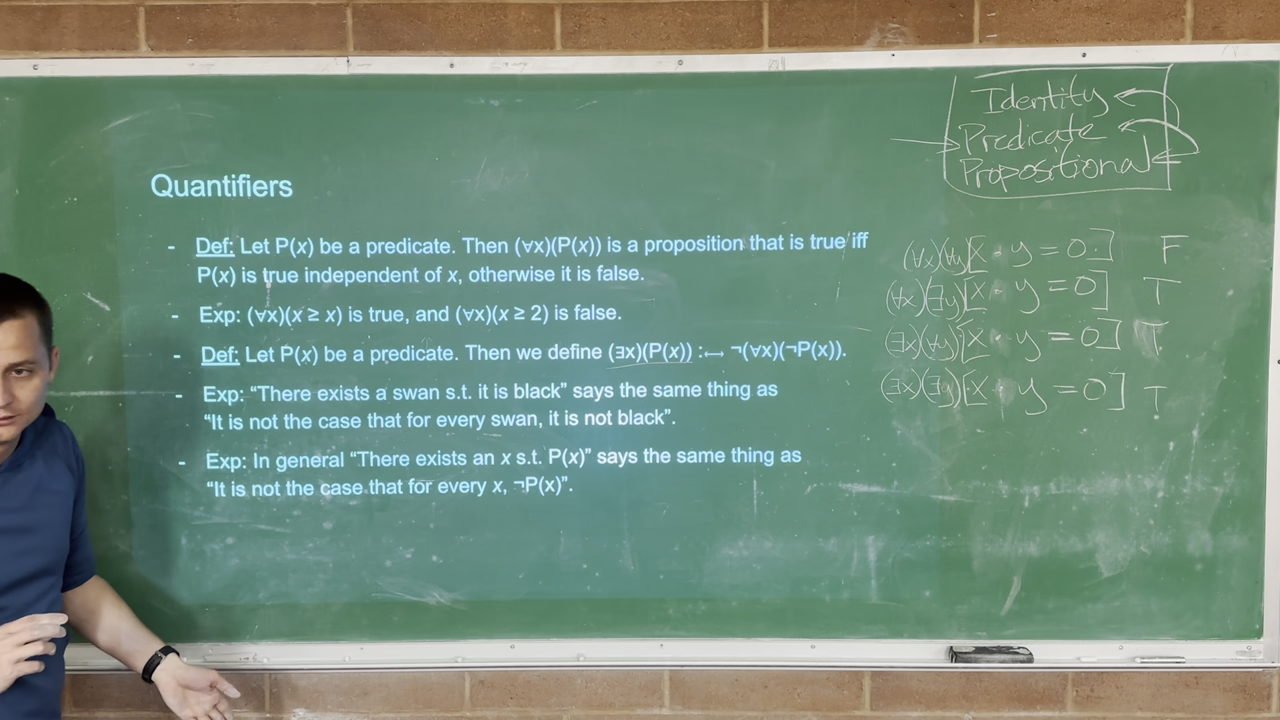 Quantifiers
- Def: Let P(x) be a predicate. Then (∀x)(P(x)) is a proposition that is true iff
P(x) is true independent of x, otherwise it is false.
- Exp: (∀x)(x ≥ x) is true, and (∀x)(x ≥ 2) is false.
- Def: Let P(x) be a predicate. Then we define (∃x)(P(x)) :↔ ¬(∀x)(¬P(x)).
- Exp: “There exists a swan s.t. it is black” says the same thing as
“It is not the case that for every swan, it is not black”.
- Exp: In general “There exists an x s.t. P(x)” says the same thing as
“It is not the case that for every x, ¬P(x)”.
Identity
Predicate
Propositional
(∀x)(∀y)[x · y = 0.] F
(∀x)(∃y)[x · y = 0] T
(∃x)(∀y)[x · y = 0] T
(∃x)(∃y)[x · y = 0] T